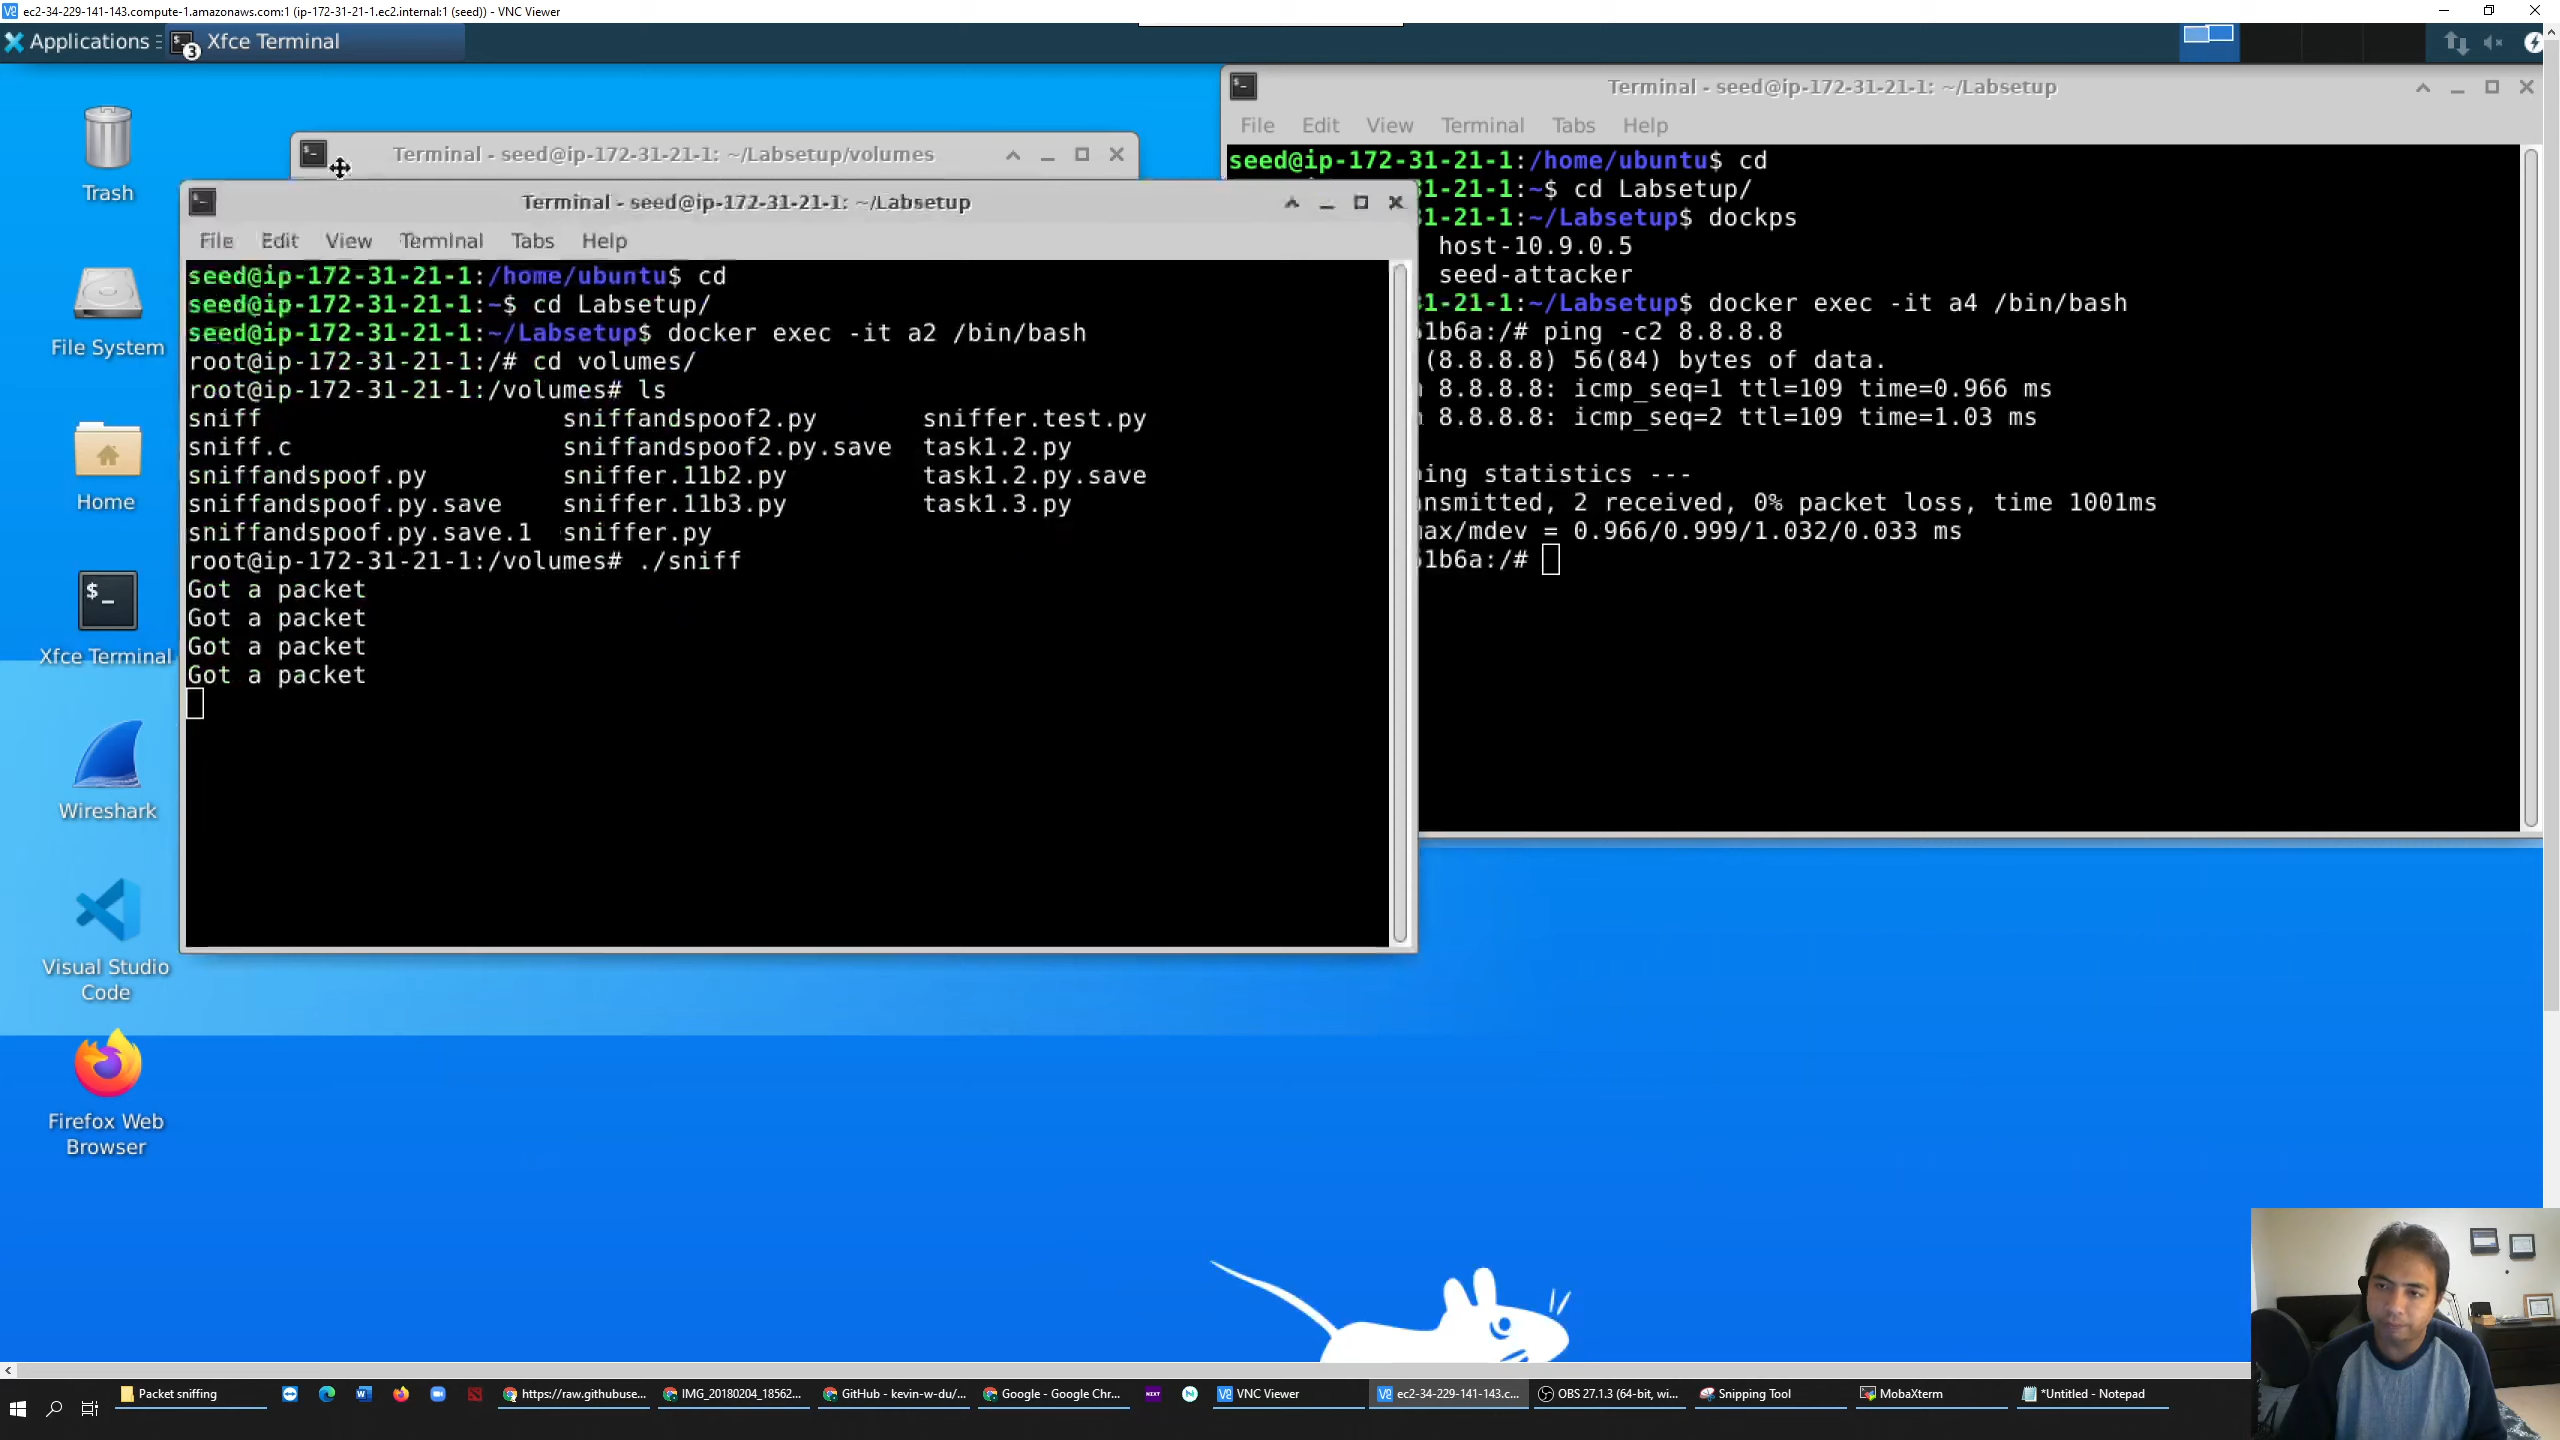 ec2-34-229-141-143.compute-1.amazonaws.com:1 (ip-172-31-21-1.ec2.internal:1 (seed)) - VNC Viewer
Applications
3
Xfce Terminal
Trash
File System
Home
Xfce Terminal
Wireshark
Visual Studio
Code
Firefox Web
Browser
Terminal - seed@ip-172-31-21-1: ~/Labsetup/volumes
Terminal - seed@ip-172-31-21-1: ~/Labsetup
File Edit View Terminal Tabs Help
seed@ip-172-31-21-1:/home/ubuntu$ cd
seed@ip-172-31-21-1:~$ cd Labsetup/
seed@ip-172-31-21-1:~/Labsetup$ docker exec -it a2 /bin/bash
root@ip-172-31-21-1:/# cd volumes/
root@ip-172-31-21-1:/volumes# ls
sniff sniffandspoof2.py sniffer.test.py
sniff.c sniffandspoof2.py.save task1.2.py
sniffandspoof.py sniffer.11b2.py task1.2.py.save
sniffandspoof.py.save sniffer.11b3.py task1.3.py
sniffandspoof.py.save.1 sniffer.py
root@ip-172-31-21-1:/volumes# ./sniff
Got a packet
Got a packet
Got a packet
Got a packet
Terminal - seed@ip-172-31-21-1: ~/Labsetup
File Edit View Terminal Tabs Help
seed@ip-172-31-21-1:/home/ubuntu$ cd
1-21-1:~$ cd Labsetup/
1-21-1:~/Labsetup$ dockps
host-10.9.0.5
seed-attacker
1-21-1:~/Labsetup$ docker exec -it a4 /bin/bash
1b6a:/# ping -c2 8.8.8.8
(8.8.8.8) 56(84) bytes of data.
8.8.8.8: icmp_seq=1 ttl=109 time=0.966 ms
8.8.8.8: icmp_seq=2 ttl=109 time=1.03 ms
ing statistics ---
nsmitted, 2 received, 0% packet loss, time 1001ms
ax/mdev = 0.966/0.999/1.032/0.033 ms
1b6a:/#
Packet sniffing
https://raw.githubuse...
IMG_20180204_18562...
GitHub - kevin-w-du/...
Google - Google Chr...
NEXT
N
VNC Viewer
ec2-34-229-141-143.c...
OBS 27.1.3 (64-bit, wi...
Snipping Tool
MobaXterm
*Untitled - Notepad